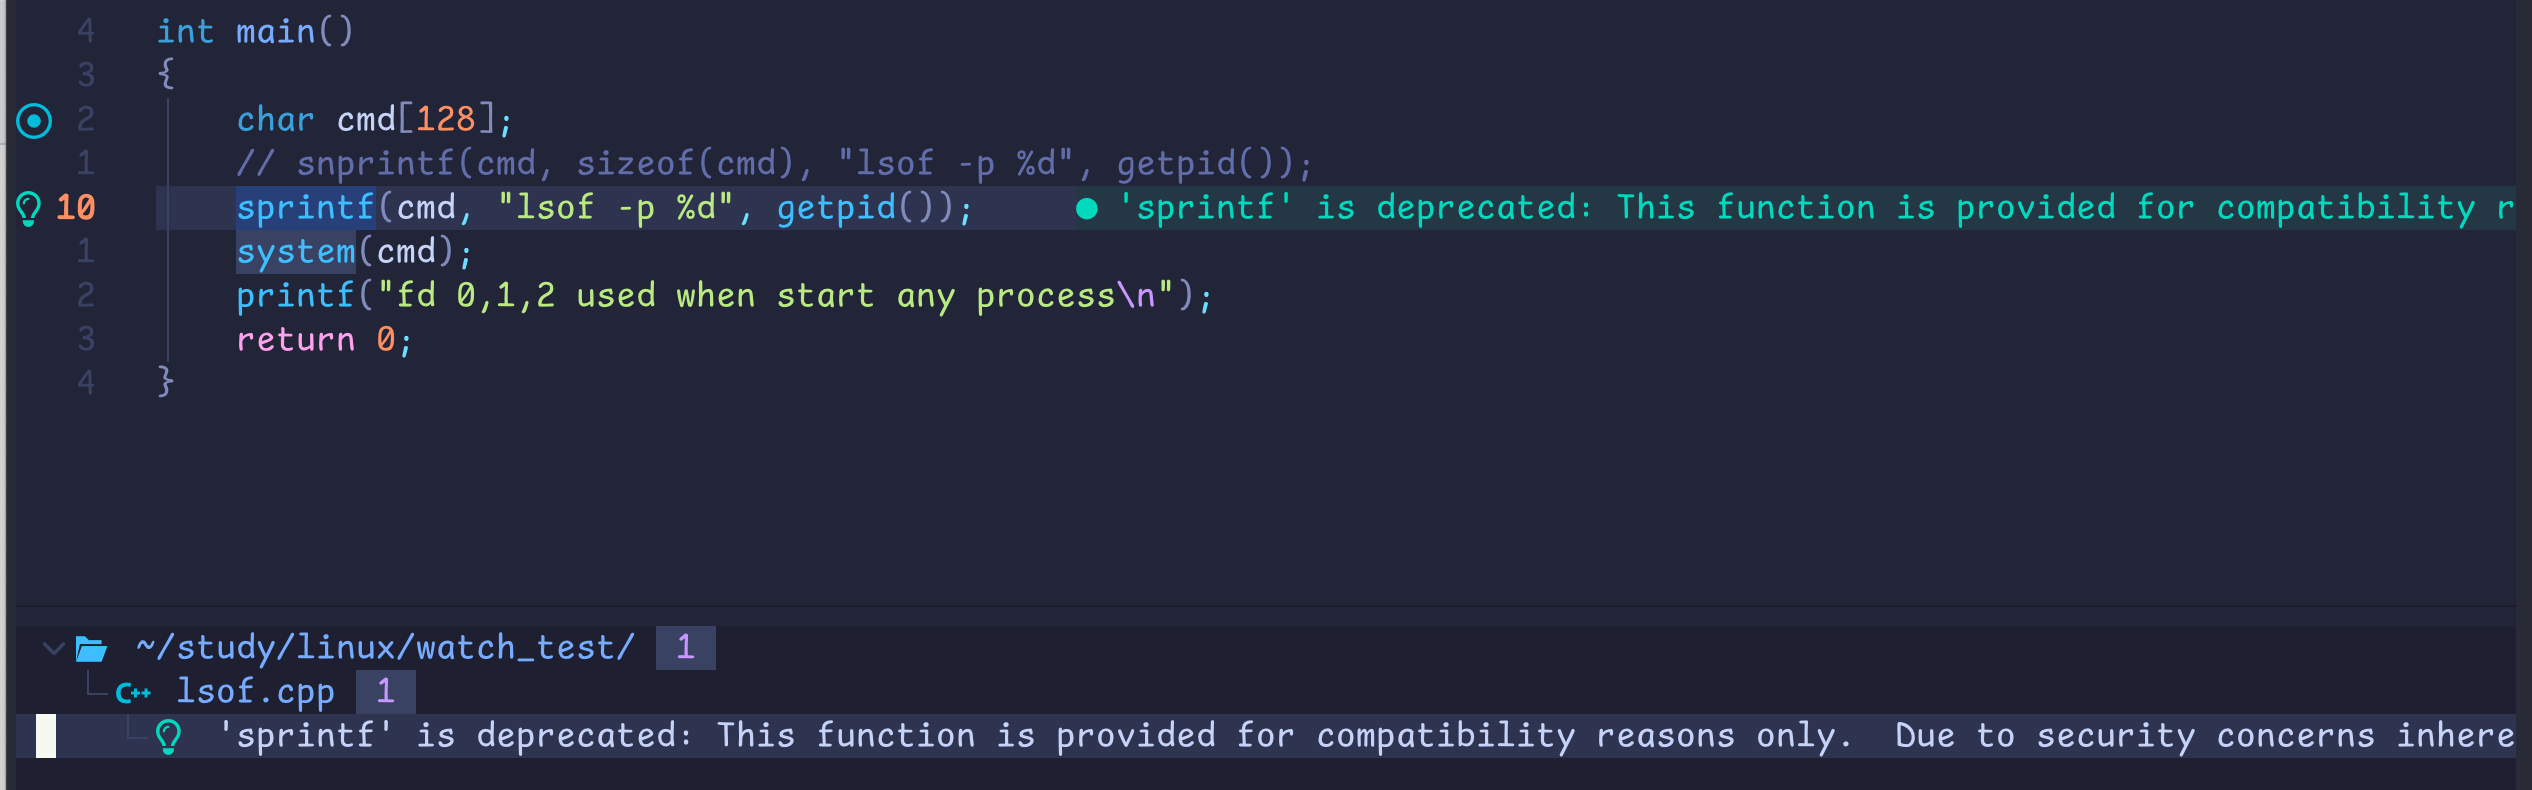 4 int main()
3 {
2 char cmd[128];
1 // snprintf(cmd, sizeof(cmd), "lsof -p %d", getpid());
10 sprintf(cmd, "lsof -p %d", getpid()); ● 'sprintf' is deprecated: This function is provided for compatibility r
1 system(cmd);
2 printf("fd 0,1,2 used when start any process\n");
3 return 0;
4 }
~/study/linux/watch_test/ 1
C++ lsof.cpp 1
'sprintf' is deprecated: This function is provided for compatibility reasons only.  Due to security concerns inhere